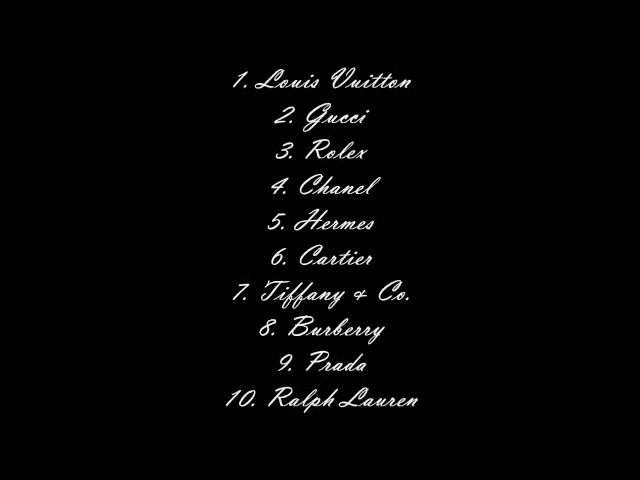 1. Louis Vuitton
2. Gucci
3. Rolex
4. Chanel
5. Hermes
6. Cartier
7. Tiffany & Co.
8. Burberry
9. Prada
10. Ralph Lauren